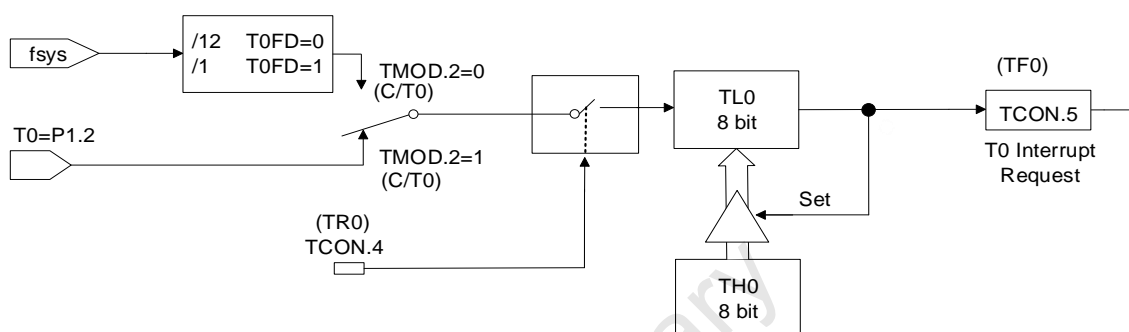 fsys
/12 T0FD=0
/1 T0FD=1
TMOD.2=0
(C/T0)
T0=P1.2
TMOD.2=1
(C/T0)
(TR0)
TCON.4
TL0
8 bit
Set
TH0
8 bit
(TF0)
TCON.5
T0 Interrupt
Request